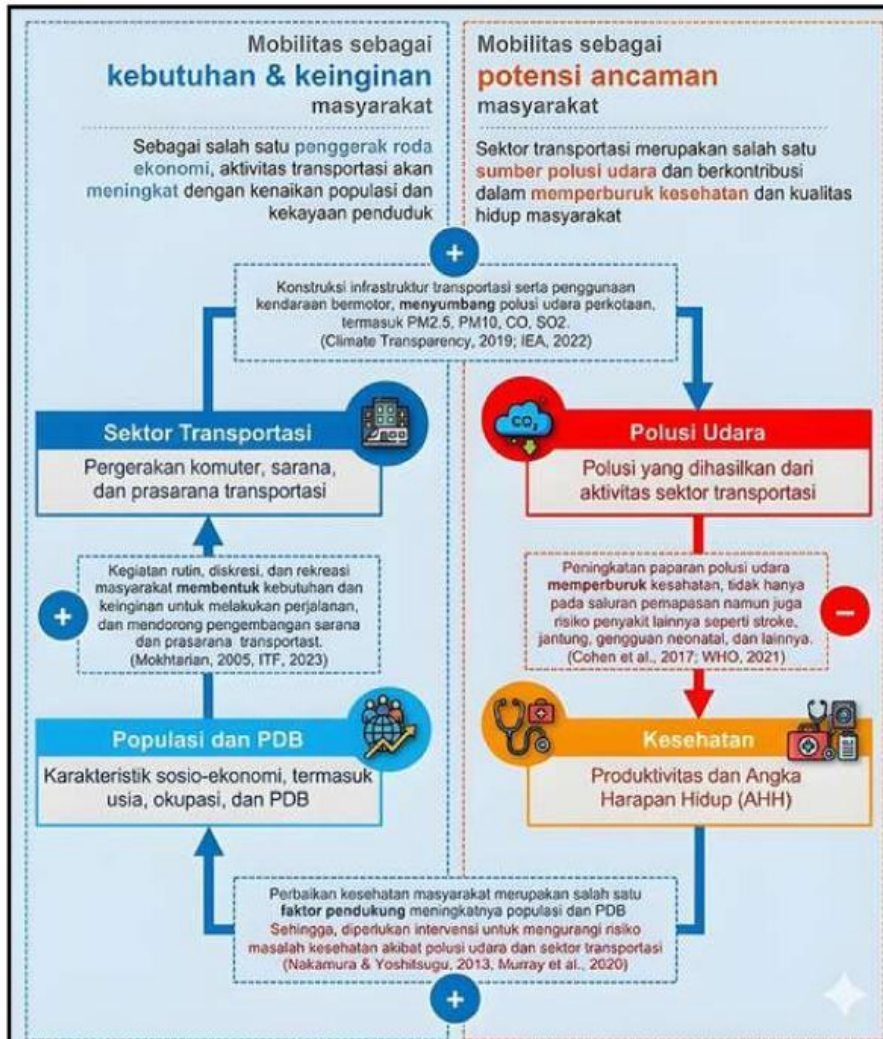 Mobilitas sebagai
kebutuhan & keinginan
masyarakat
Sebagai salah satu penggerak roda
ekonomi, aktivitas transportasi akan
meningkat dengan kenaikan populasi dan
kekayaan penduduk
Mobilitas sebagai
potensi ancaman
masyarakat
Sektor transportasi merupakan salah satu
sumber polusi udara dan berkontribusi
dalam memperburuk kesehatan dan kualitas
hidup masyarakat
+
Konstruksi infrastruktur transportasi serta penggunaan
kendaraan bermotor, menyumbang polusi udara perkotaan,
termasuk PM2.5, PM10, CO, SO2.
(Climate Transparency, 2019; IEA, 2022)
Sektor Transportasi
Pergerakan komuter, sarana,
dan prasarana transportasi
CO₂
Polusi Udara
Polusi yang dihasilkan dari
aktivitas sektor transportasi
+
Kegiatan rutin, diskresi, dan rekreasi
masyarakat membentuk kebutuhan dan
keinginan untuk melakukan perjalanan,
dan mendorong pengembangan sarana
dan prasarana transportast.
(Mokhtarian, 2005, ITF, 2023)
Peningkatan paparan polusi udara
memperburuk kesahatan, tidak hanya
pada saluran pemapasan namun juga
risiko penyakit lainnya seperti stroke,
jantung, gengguan neonatal, dan lainnya.
(Cohen et al., 2017; WHO, 2021)
−
Populasi dan PDB
Karakteristik sosio-ekonomi, termasuk
usia, okupasi, dan PDB
Kesehatan
Produktivitas dan Angka
Harapan Hidup (AHH)
Perbaikan kesehatan masyarakat merupakan salah satu
faktor pendukung meningkatnya populasi dan PDB
Sehingga, diperlukan intervensi untuk mengurangi risiko
masalah kesehatan akibat polusi udara dan sektor transportasi
(Nakamura & Yoshitsugu, 2013, Murray et al., 2020)
+